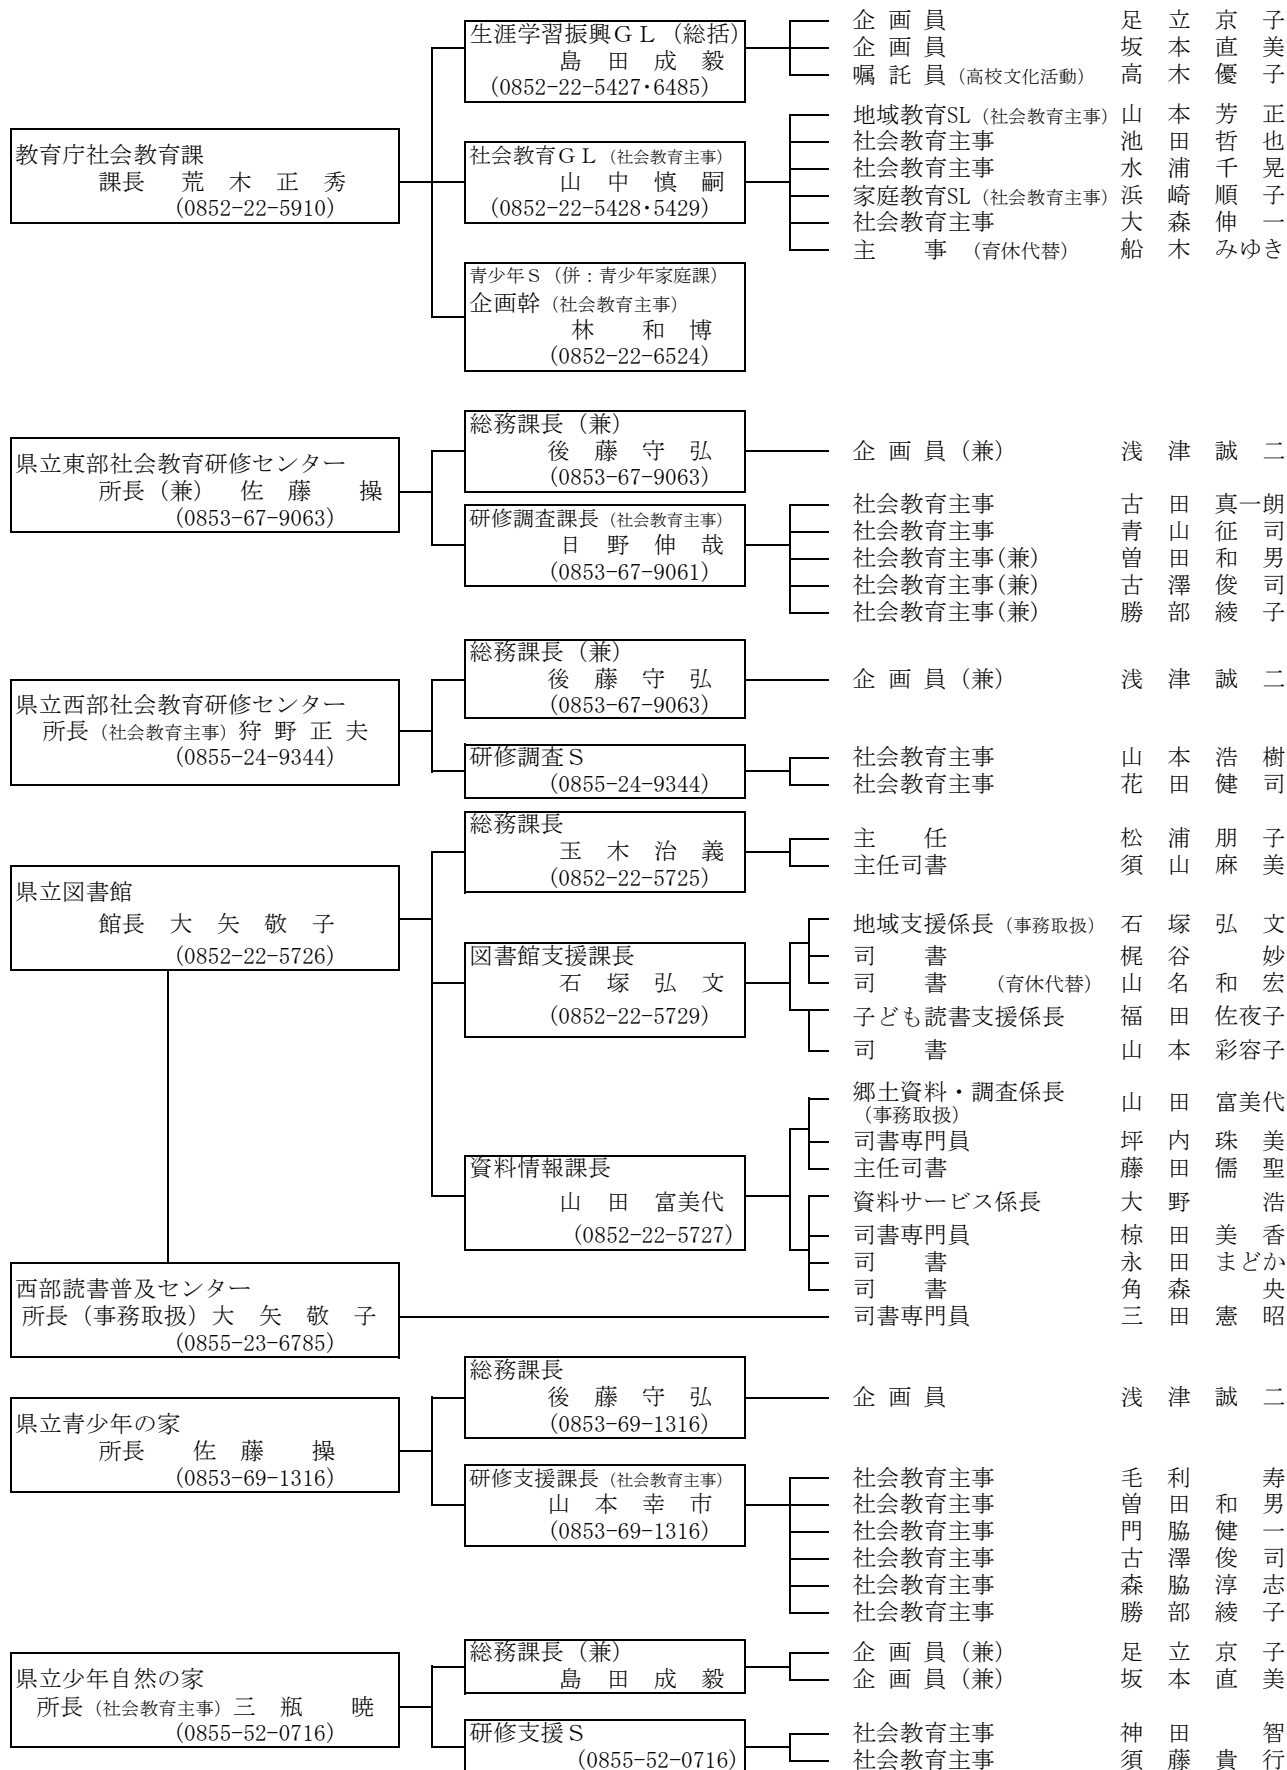 生涯学習振興ＧＬ（総括）
島　田　成　毅
(0852-22-5427・6485)
企 画 員　足　立　京　子
企 画 員　坂　本　直　美
嘱 託 員（高校文化活動）　高　木　優　子
教育庁社会教育課
課長　荒　木　正　秀
(0852-22-5910)
社会教育ＧＬ（社会教育主事）
山　中　慎　嗣
(0852-22-5428・5429)
地域教育SL（社会教育主事）山　本　芳　正
社会教育主事　池　田　哲　也
社会教育主事　水　浦　千　晃
家庭教育SL（社会教育主事）浜　崎　順　子
社会教育主事　大　森　伸　一
主　　事　（育休代替）　船　木　みゆき
青少年Ｓ（併：青少年家庭課）
企画幹（社会教育主事）
林　　和　博
(0852-22-6524)
県立東部社会教育研修センター
所長（兼）　佐　藤　　操
(0853-67-9063)
総務課長（兼）
後　藤　守　弘
(0853-67-9063)
企 画 員（兼）　浅　津　誠　二
研修調査課長（社会教育主事）
日　野　伸　哉
(0853-67-9061)
社会教育主事　古　田　真一朗
社会教育主事　青　山　征　司
社会教育主事(兼)　曽　田　和　男
社会教育主事(兼)　古　澤　俊　司
社会教育主事(兼)　勝　部　綾　子
県立西部社会教育研修センター
所長（社会教育主事）狩 野 正 夫
(0855-24-9344)
総務課長（兼）
後　藤　守　弘
(0853-67-9063)
企 画 員（兼）　浅　津　誠　二
研修調査Ｓ
(0855-24-9344)
社会教育主事　山　本　浩　樹
社会教育主事　花　田　健　司
県立図書館
館長　大　矢　敬　子
(0852-22-5726)
総務課長
玉　木　治　義
(0852-22-5725)
主　　任　松　浦　朋　子
主任司書　須　山　麻　美
図書館支援課長
石　塚　弘　文
(0852-22-5729)
地域支援係長（事務取扱）　石　塚　弘　文
司　　書　梶　谷　　妙
司　　書　（育休代替）　山　名　和　宏
子ども読書支援係長　福　田　佐夜子
司　　書　山　本　彩容子
資料情報課長
山　田　富美代
(0852-22-5727)
郷土資料・調査係長　山　田　富美代
（事務取扱）
司書専門員　坪　内　珠　美
主任司書　藤　田　儒　聖
資料サービス係長　大　野　　浩
司書専門員　椋　田　美　香
司　　書　永　田　まどか
司　　書　角　森　　央
西部読書普及センター
所長（事務取扱）大　矢　敬　子
(0855-23-6785)
司書専門員　三　田　憲　昭
県立青少年の家
所長　　佐　藤　　操
(0853-69-1316)
総務課長
後　藤　守　弘
(0853-69-1316)
企 画 員　浅　津　誠　二
研修支援課長（社会教育主事）
山　本　幸　市
(0853-69-1316)
社会教育主事　毛　利　　寿
社会教育主事　曽　田　和　男
社会教育主事　門　脇　健　一
社会教育主事　古　澤　俊　司
社会教育主事　森　脇　淳　志
社会教育主事　勝　部　綾　子
県立少年自然の家
所長（社会教育主事）三　瓶　　暁
(0855-52-0716)
総務課長（兼）
島　田　成　毅
企 画 員（兼）　足　立　京　子
企 画 員（兼）　坂　本　直　美
研修支援Ｓ
(0855-52-0716)
社会教育主事　神　田　　智
社会教育主事　須　藤　貴　行